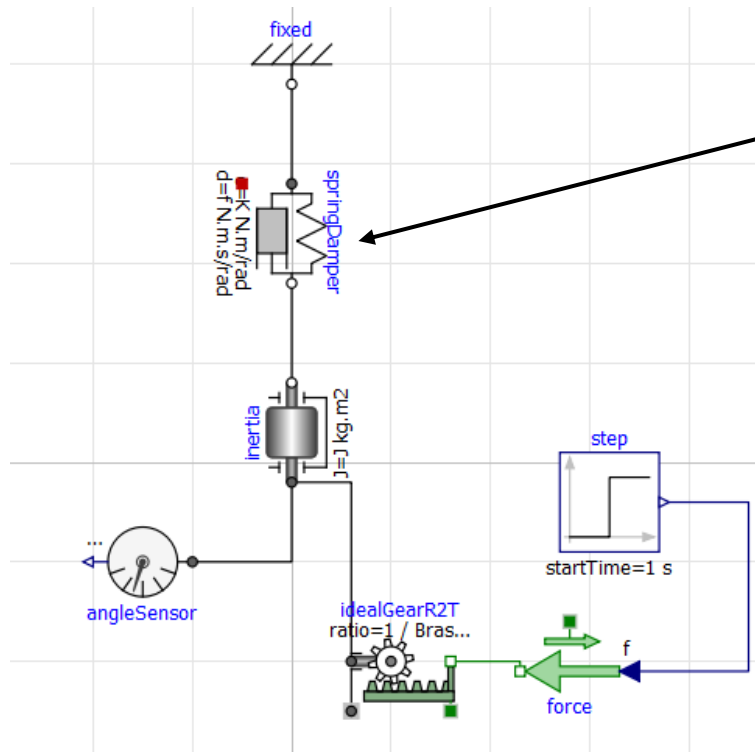 fixed
springDamper
=K N.m/rad
d=f N.m.s/rad
inertia
J=J kg.m2
step
startTime=1 s
...
angleSensor
idealGearR2T
ratio=1 / Bras...
f
force